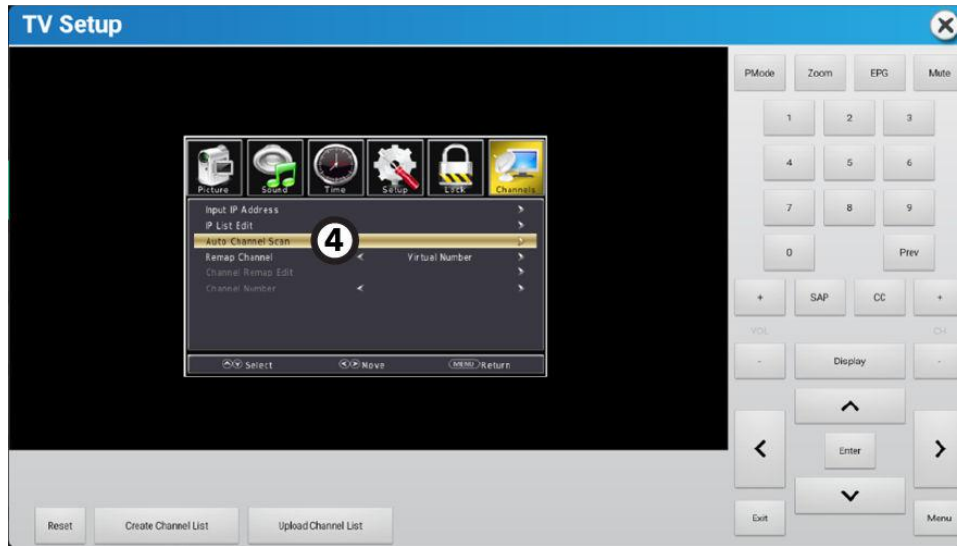 TV Setup
PMode Zoom EPG Mute
1 2 3
4 5 6
7 8 9
0 Prev
+ SAP CC +
VOL CH
- Display -
Enter
Exit Menu
Picture Sound Time Setup Lock Channels
Input IP Address
IP List Edit
Auto Channel Scan 4
Remap Channel Virtual Number
Channel Remap Edit
Channel Number
Select Move MENU Return
Reset Create Channel List Upload Channel List